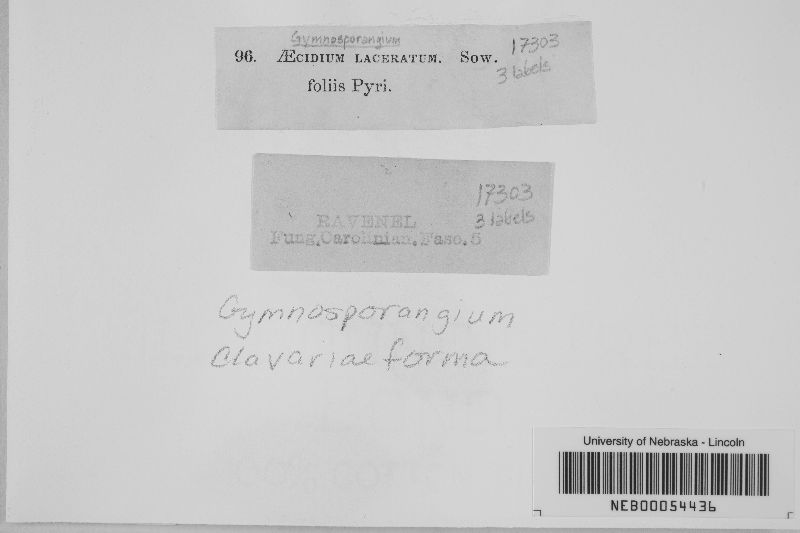 Gymnosporangium
96. ÆCIDIUM LACERATUM. Sow.
foliis Pyri.
17303
3 labels
17303
3 labels
RAVENEL
Fung. Carolinian. Fasc. 5
Gymnosporangium
Clavariaeforma
University of Nebraska - Lincoln
NEB00054436